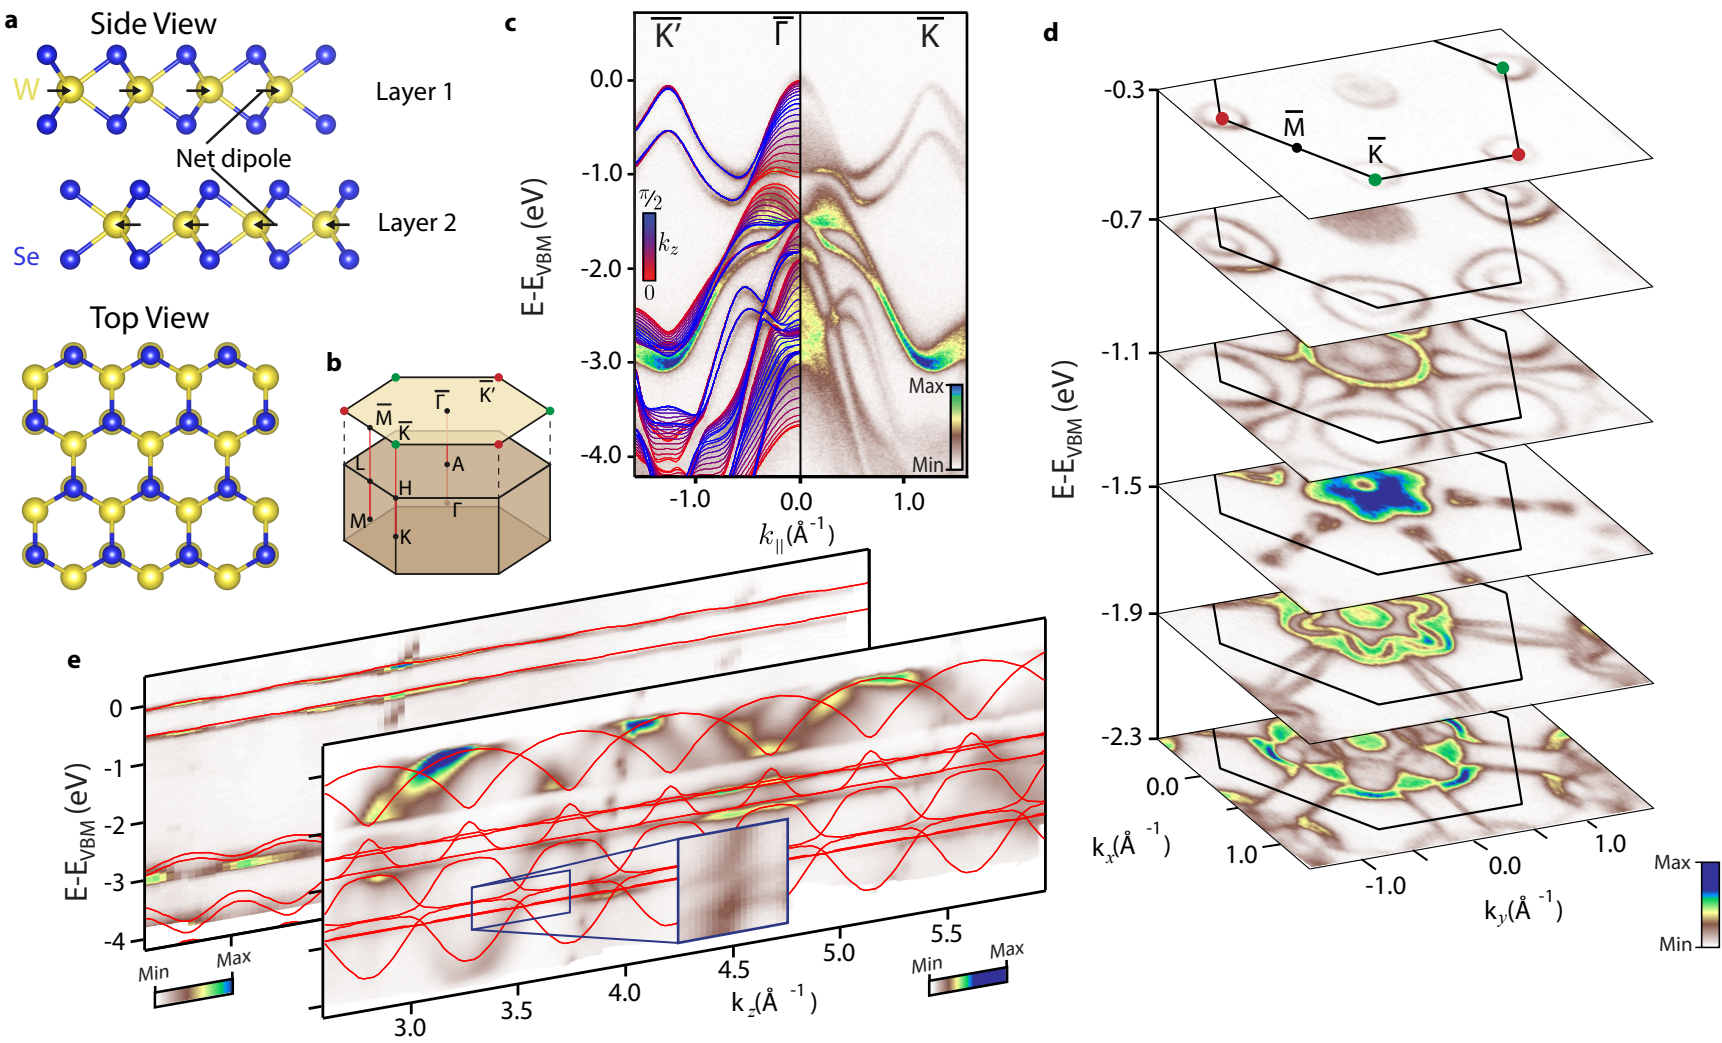 a
Side View
W
Layer 1
Net dipole
Layer 2
Se
Top View
b
M̅
Γ̅
K̅′
K̅
L
A
H
M
Γ
K
c
K̅′
Γ̅
K̅
E-E_VBM (eV)
0.0
-1.0
-2.0
-3.0
-4.0
π/2
k_z
0
Max
Min
-1.0
0.0
1.0
k_||(Å⁻¹)
d
E-E_VBM (eV)
-0.3
M̅
K̅
-0.7
-1.1
-1.5
-1.9
-2.3
0.0
1.0
k_x(Å⁻¹)
-1.0
0.0
1.0
k_y(Å⁻¹)
Max
Min
e
E-E_VBM (eV)
0
-1
-2
-3
-4
Min
Max
3.0
3.5
4.0
4.5
5.0
5.5
k_z(Å⁻¹)
Min
Max